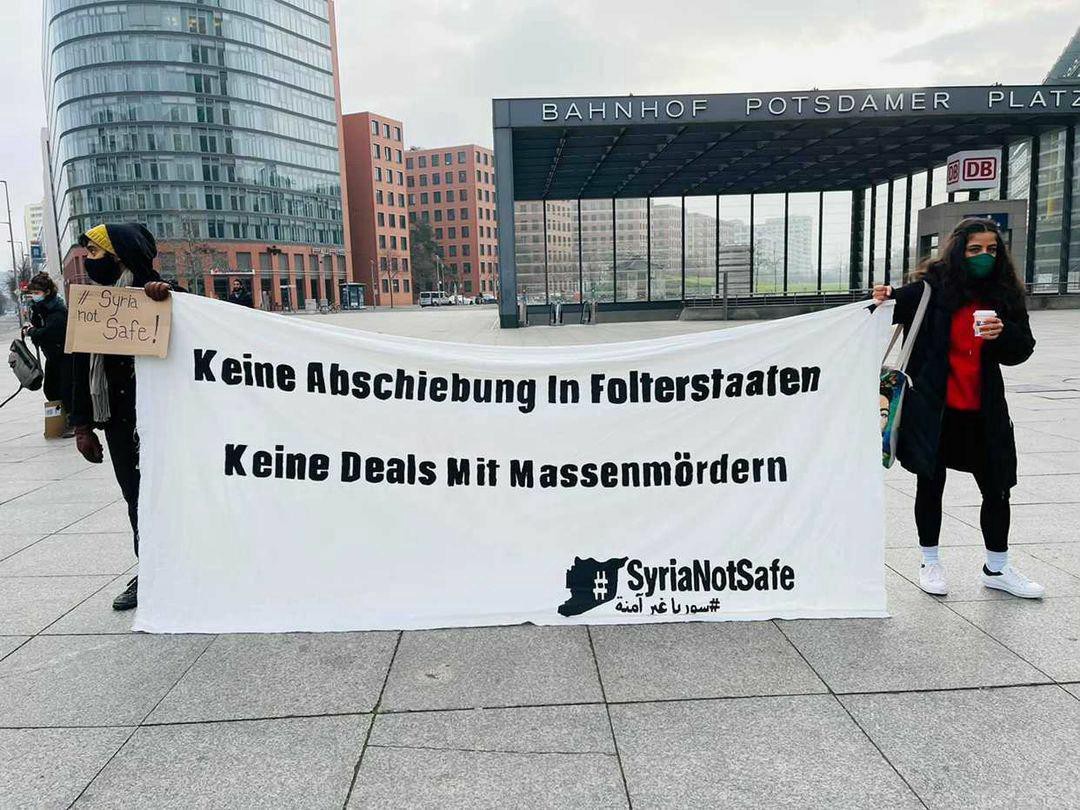 BAHNHOF POTSDAMER PLATZ
DB DB
# Syria
not Safe!
Keine Abschiebung In Folterstaaten
Keine Deals Mit Massenmördern
#SyriaNotSafe
#سوريا غير آمنة